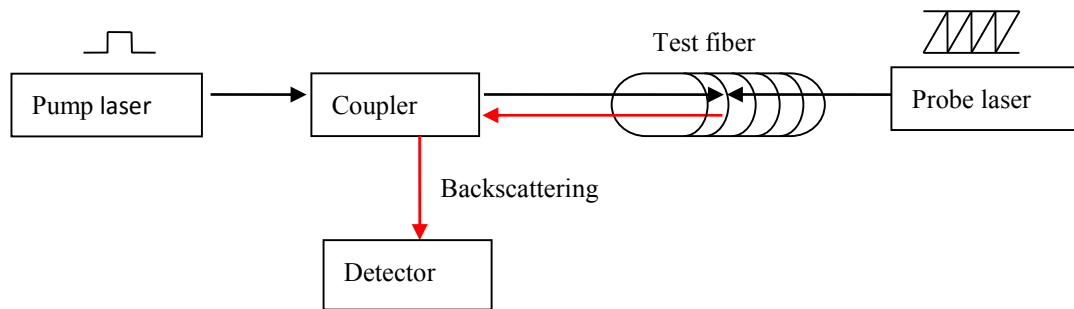 Test fiber
Pump laser
Coupler
Probe laser
Backscattering
Detector